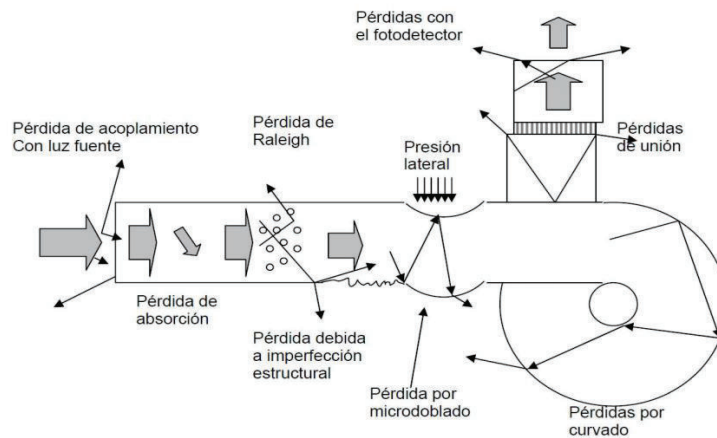 Pérdidas con
el fotodetector
Pérdida de acoplamiento
Con luz fuente
Pérdida de
Raleigh
Presión
lateral
Pérdidas
de unión
Pérdida de
absorción
Pérdida debida
a imperfección
estructural
Pérdida por
microdoblado
Pérdidas por
curvado